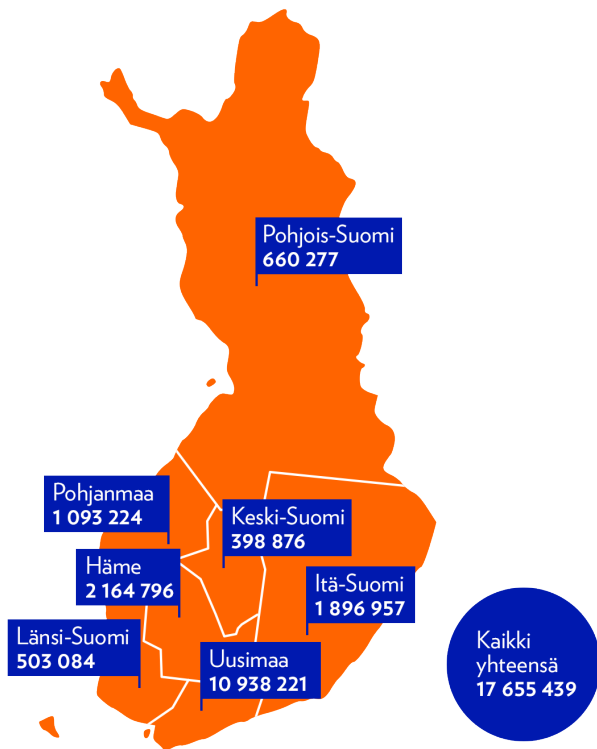 Pohjois-Suomi
660 277
Pohjanmaa
1 093 224
Keski-Suomi
398 876
Häme
2 164 796
Itä-Suomi
1 896 957
Länsi-Suomi
503 084
Uusimaa
10 938 221
Kaikki
yhteensä
17 655 439